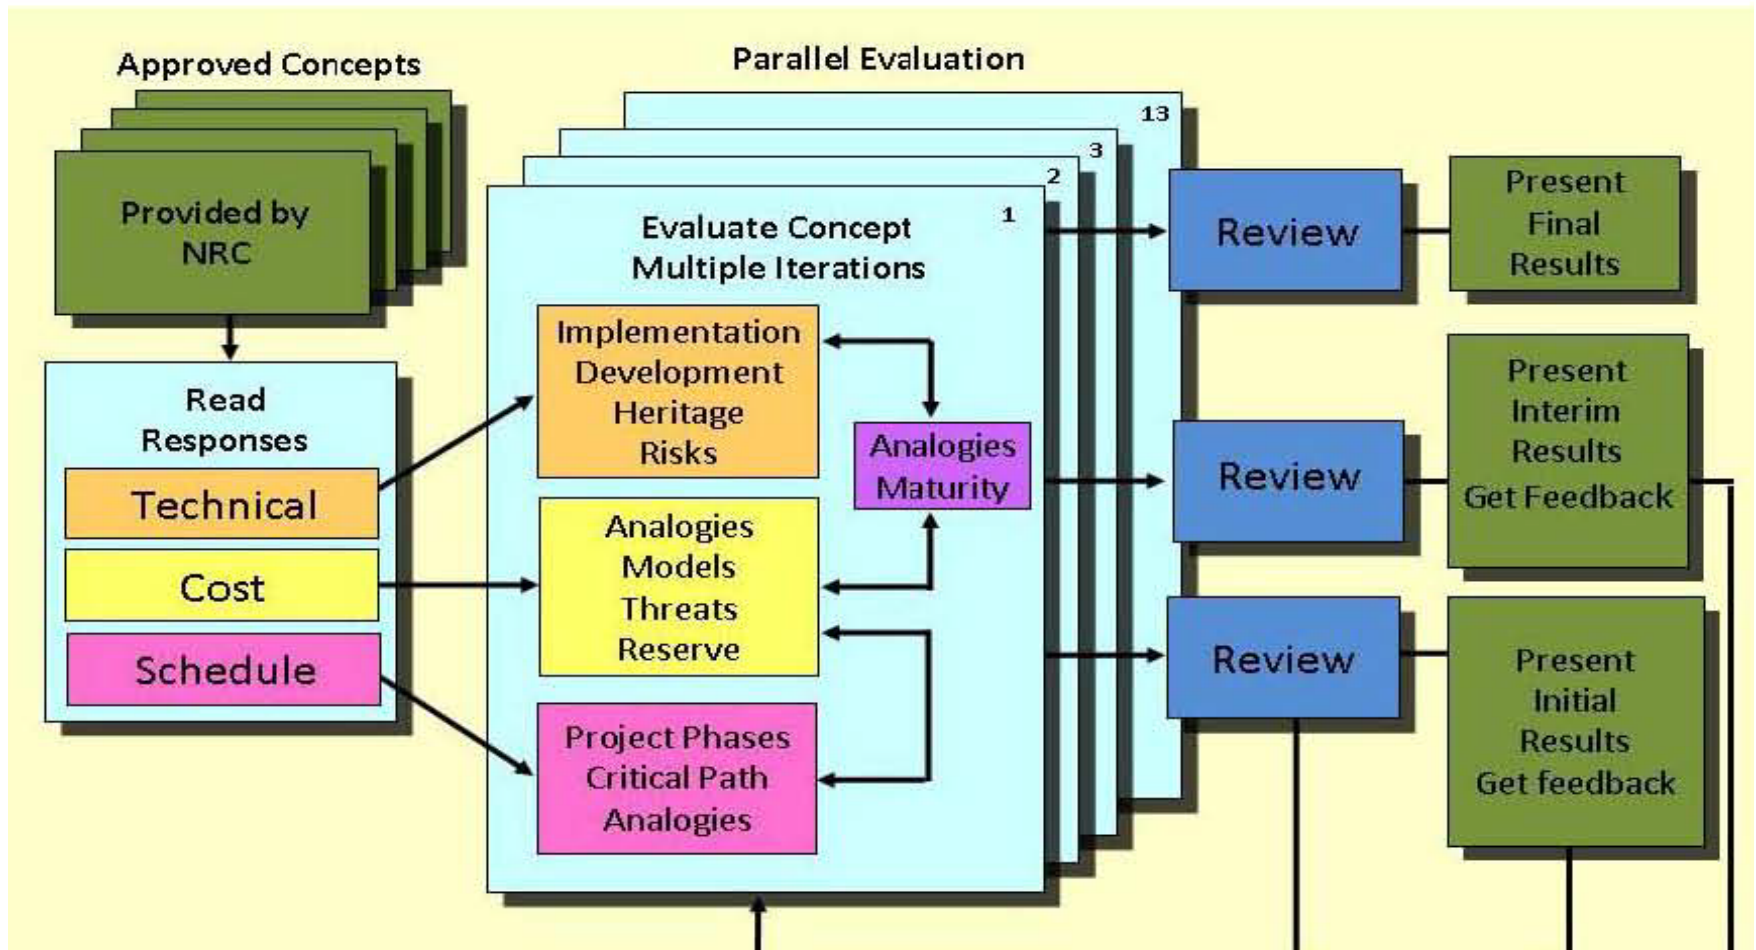 Approved Concepts
Provided by
NRC
Read
Responses
Technical
Cost
Schedule
Parallel Evaluation
13
3
2
1
Evaluate Concept
Multiple Iterations
Implementation
Development
Heritage
Risks
Analogies
Maturity
Analogies
Models
Threats
Reserve
Project Phases
Critical Path
Analogies
Review
Present
Final
Results
Review
Present
Interim
Results
Get Feedback
Review
Present
Initial
Results
Get feedback